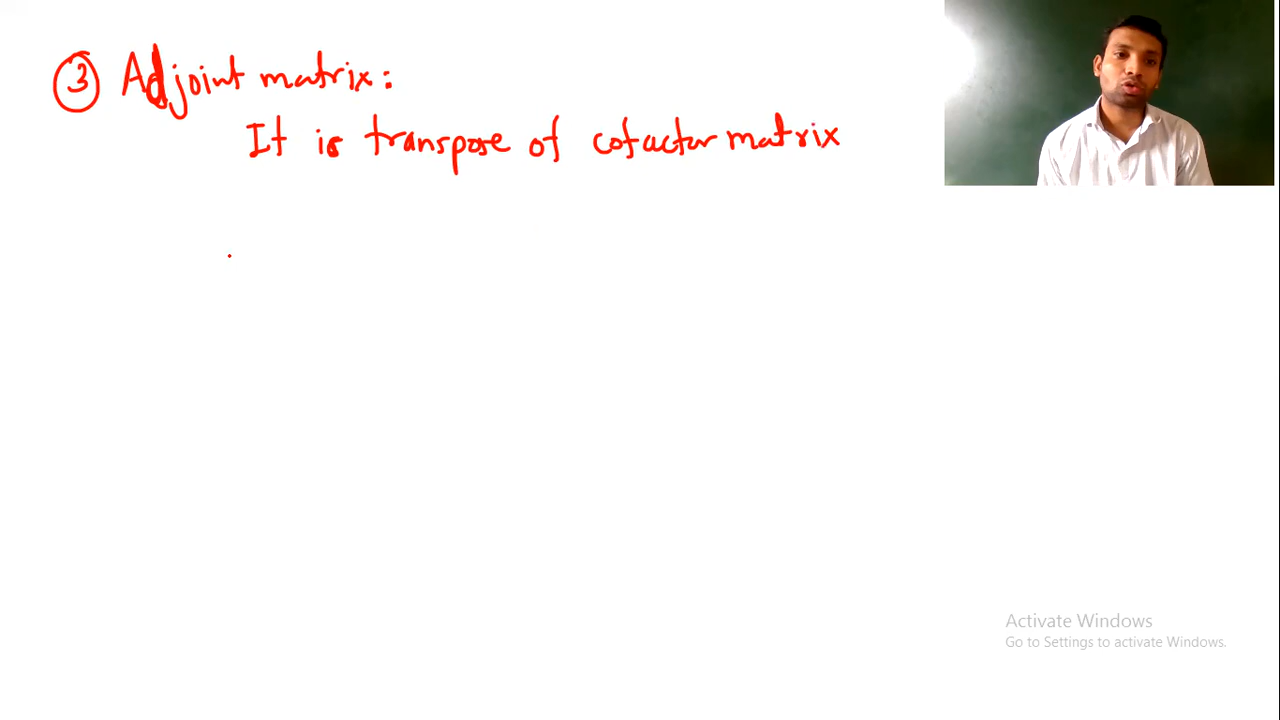 ③ Adjoint matrix:
It is transpose of cofactor matrix
Activate Windows
Go to Settings to activate Windows.